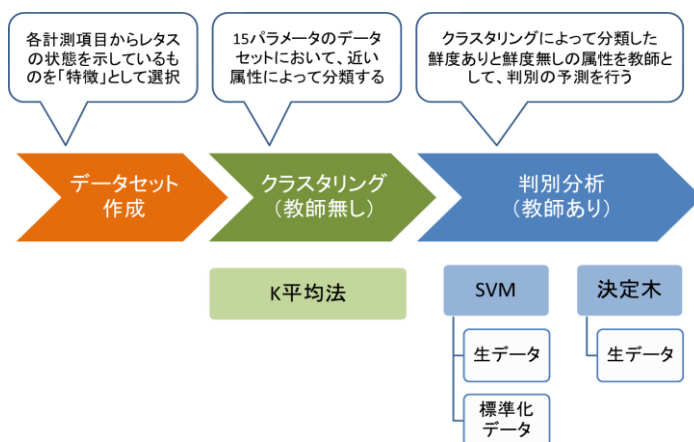 各計測項目からレタス
の状態を示しているも
のを「特徴」として選択
15パラメータのデータ
セットにおいて、近い
属性によって分類する
クラスタリングによって分類した
鮮度ありと鮮度無しの属性を教師と
して、判別の予測を行う
データセット
作成
クラスタリング
（教師無し）
判別分析
（教師あり）
K平均法
SVM
決定木
生データ
生データ
標準化
データ